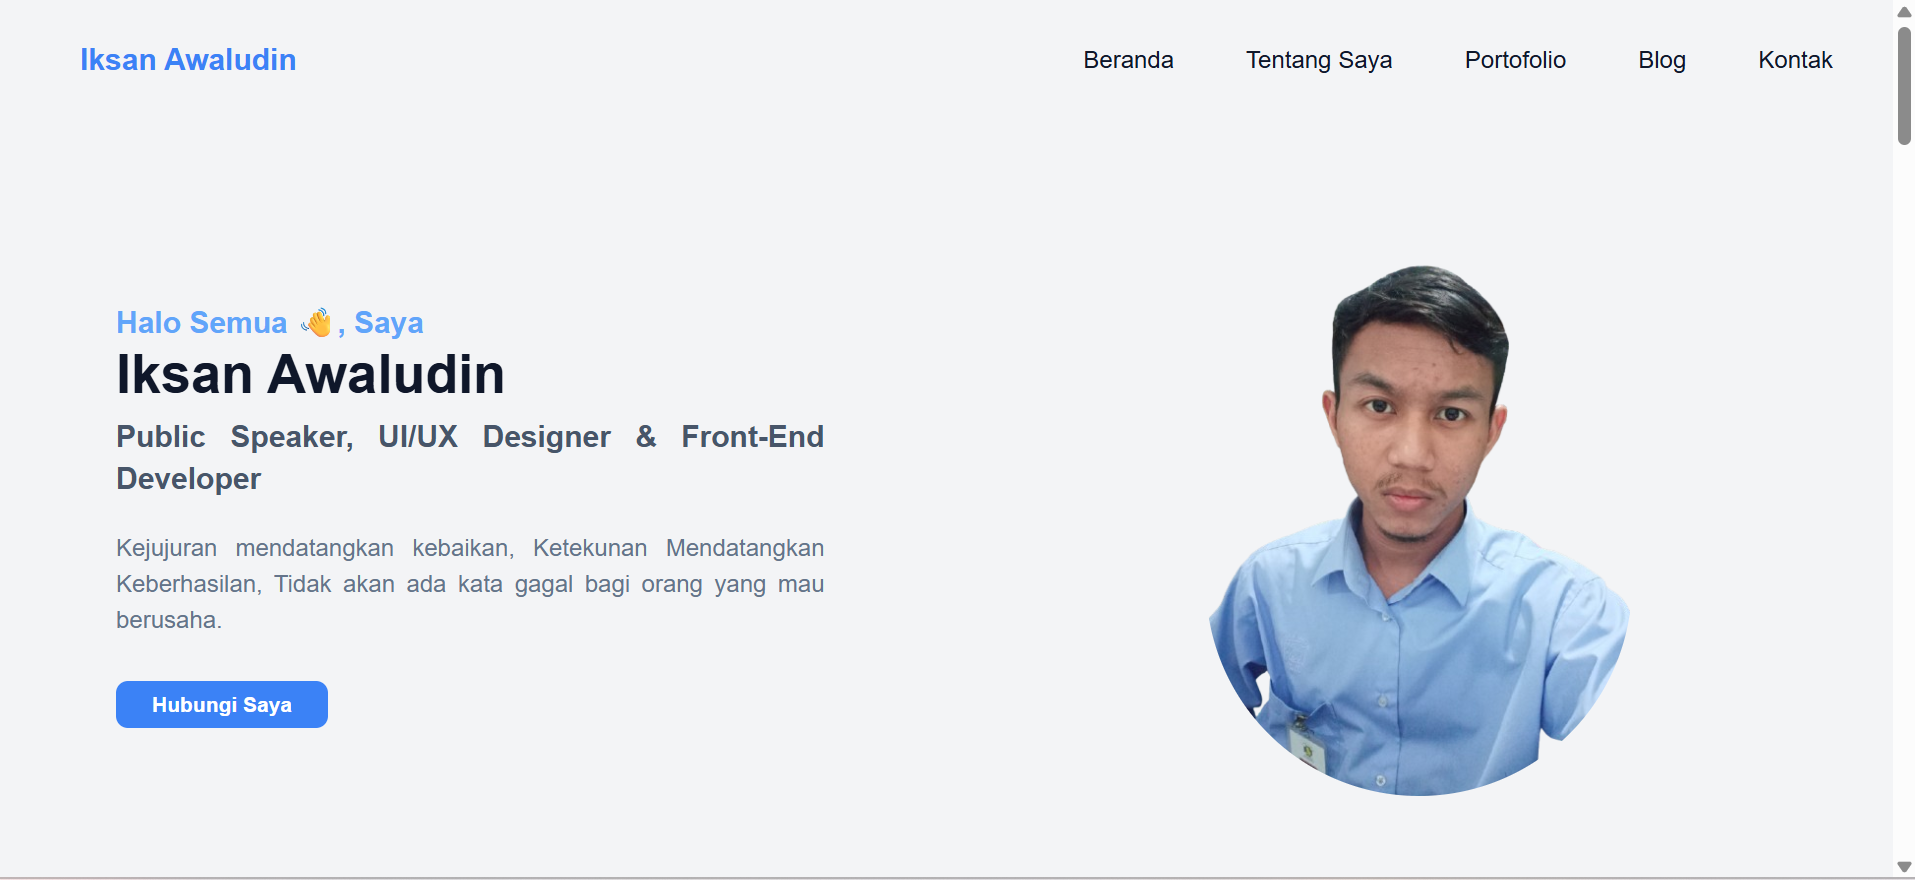 Iksan Awaludin
Beranda Tentang Saya Portofolio Blog Kontak
Halo Semua 👋, Saya
Iksan Awaludin
Public Speaker, UI/UX Designer & Front-End
Developer
Kejujuran mendatangkan kebaikan, Ketekunan Mendatangkan
Keberhasilan, Tidak akan ada kata gagal bagi orang yang mau
berusaha.
Hubungi Saya